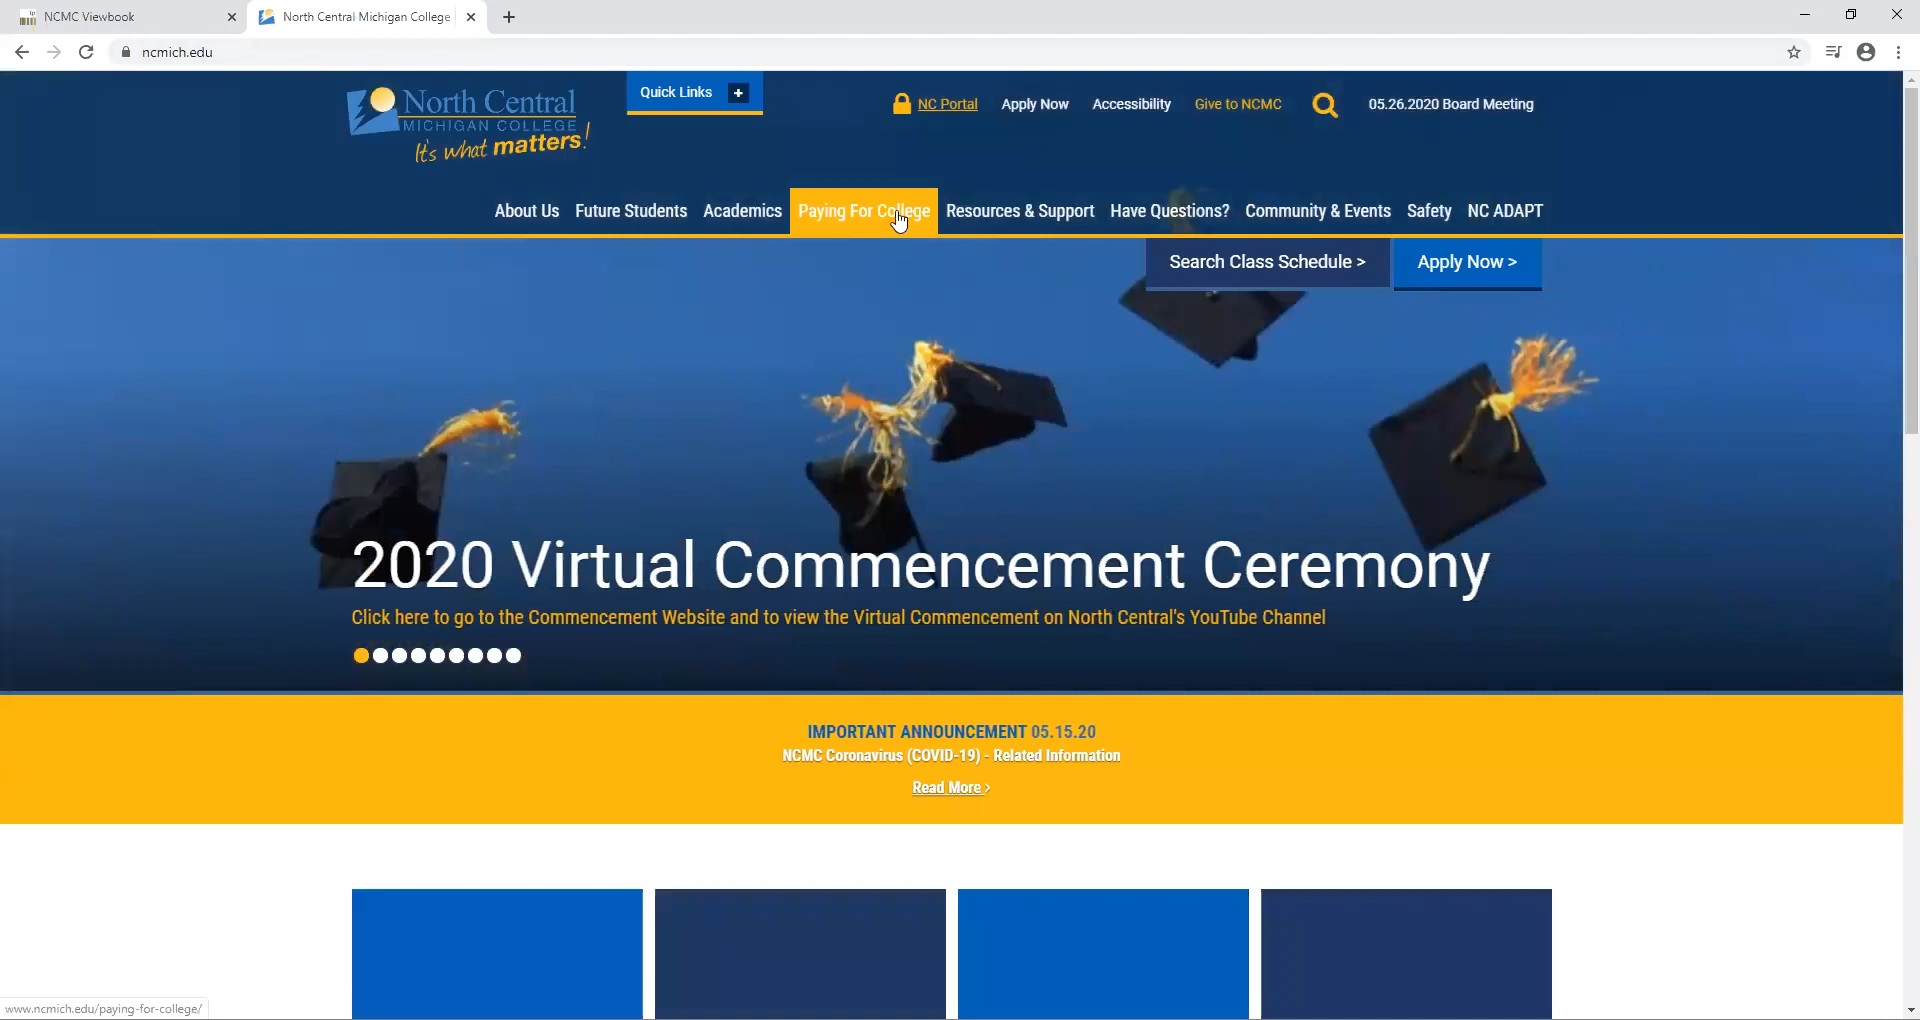 NCMC Viewbook
North Central Michigan College
ncmich.edu
North Central
MICHIGAN COLLEGE
It's what matters!
Quick Links +
NC Portal Apply Now Accessibility Give to NCMC 05.26.2020 Board Meeting
About Us Future Students Academics Paying For College Resources & Support Have Questions? Community & Events Safety NC ADAPT
Search Class Schedule > Apply Now >
2020 Virtual Commencement Ceremony
Click here to go to the Commencement Website and to view the Virtual Commencement on North Central's YouTube Channel
IMPORTANT ANNOUNCEMENT 05.15.20
NCMC Coronavirus (COVID-19) - Related Information
Read More >
www.ncmich.edu/paying-for-college/